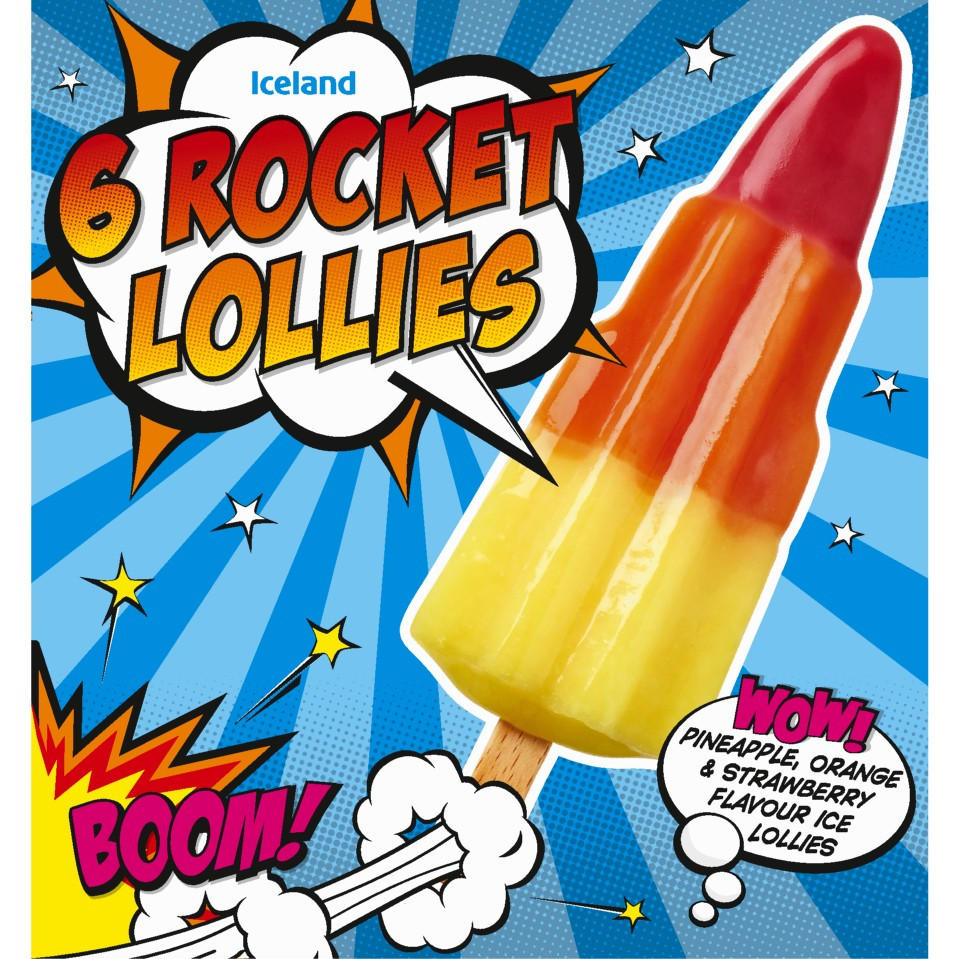 Iceland
6 ROCKET
LOLLIES
WOW!
PINEAPPLE, ORANGE
& STRAWBERRY
FLAVOUR ICE
LOLLIES
BOOM!